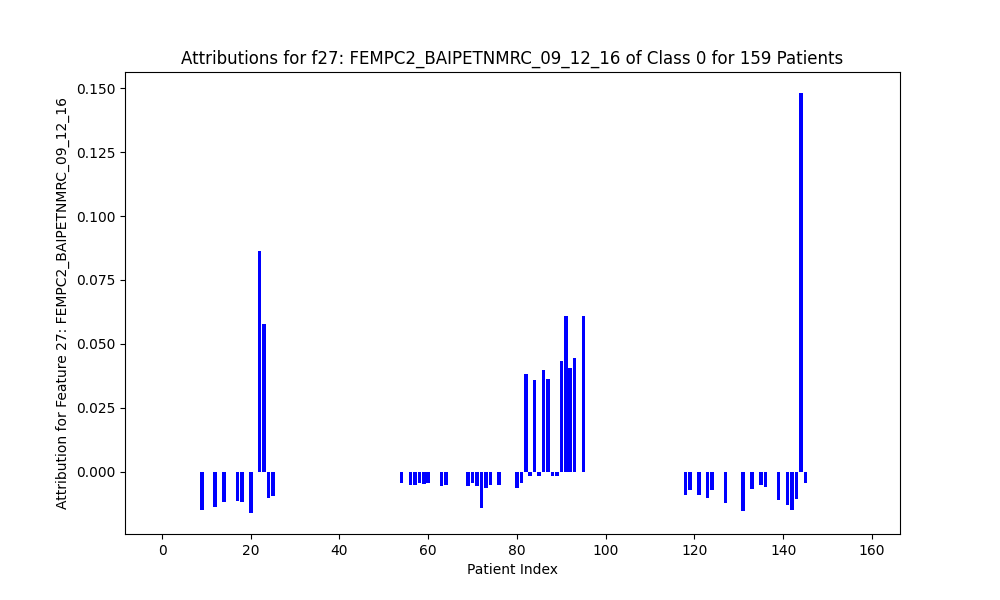 Attributions for f27: FEMPC2_BAIPETNMRC_09_12_16 of Class 0 for 159 Patients
Attribution for Feature 27: FEMPC2_BAIPETNMRC_09_12_16
0.150
0.125
0.100
0.075
0.050
0.025
0.000
0 20 40 60 80 100 120 140 160
Patient Index